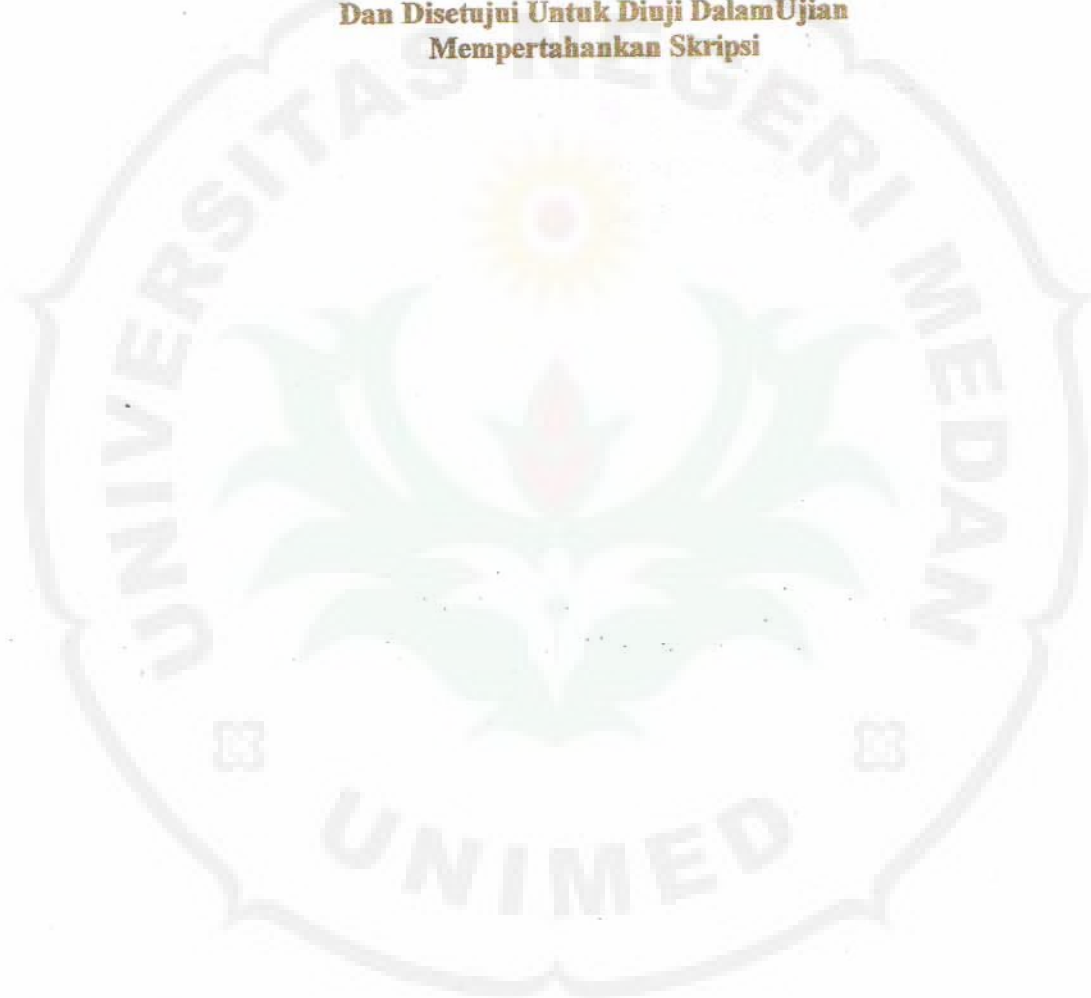 Dan Disetujui Untuk Diuji DalamUjian
Mempertahankan Skripsi
UNIVERSITAS NEGERI MEDAN
UNIMED